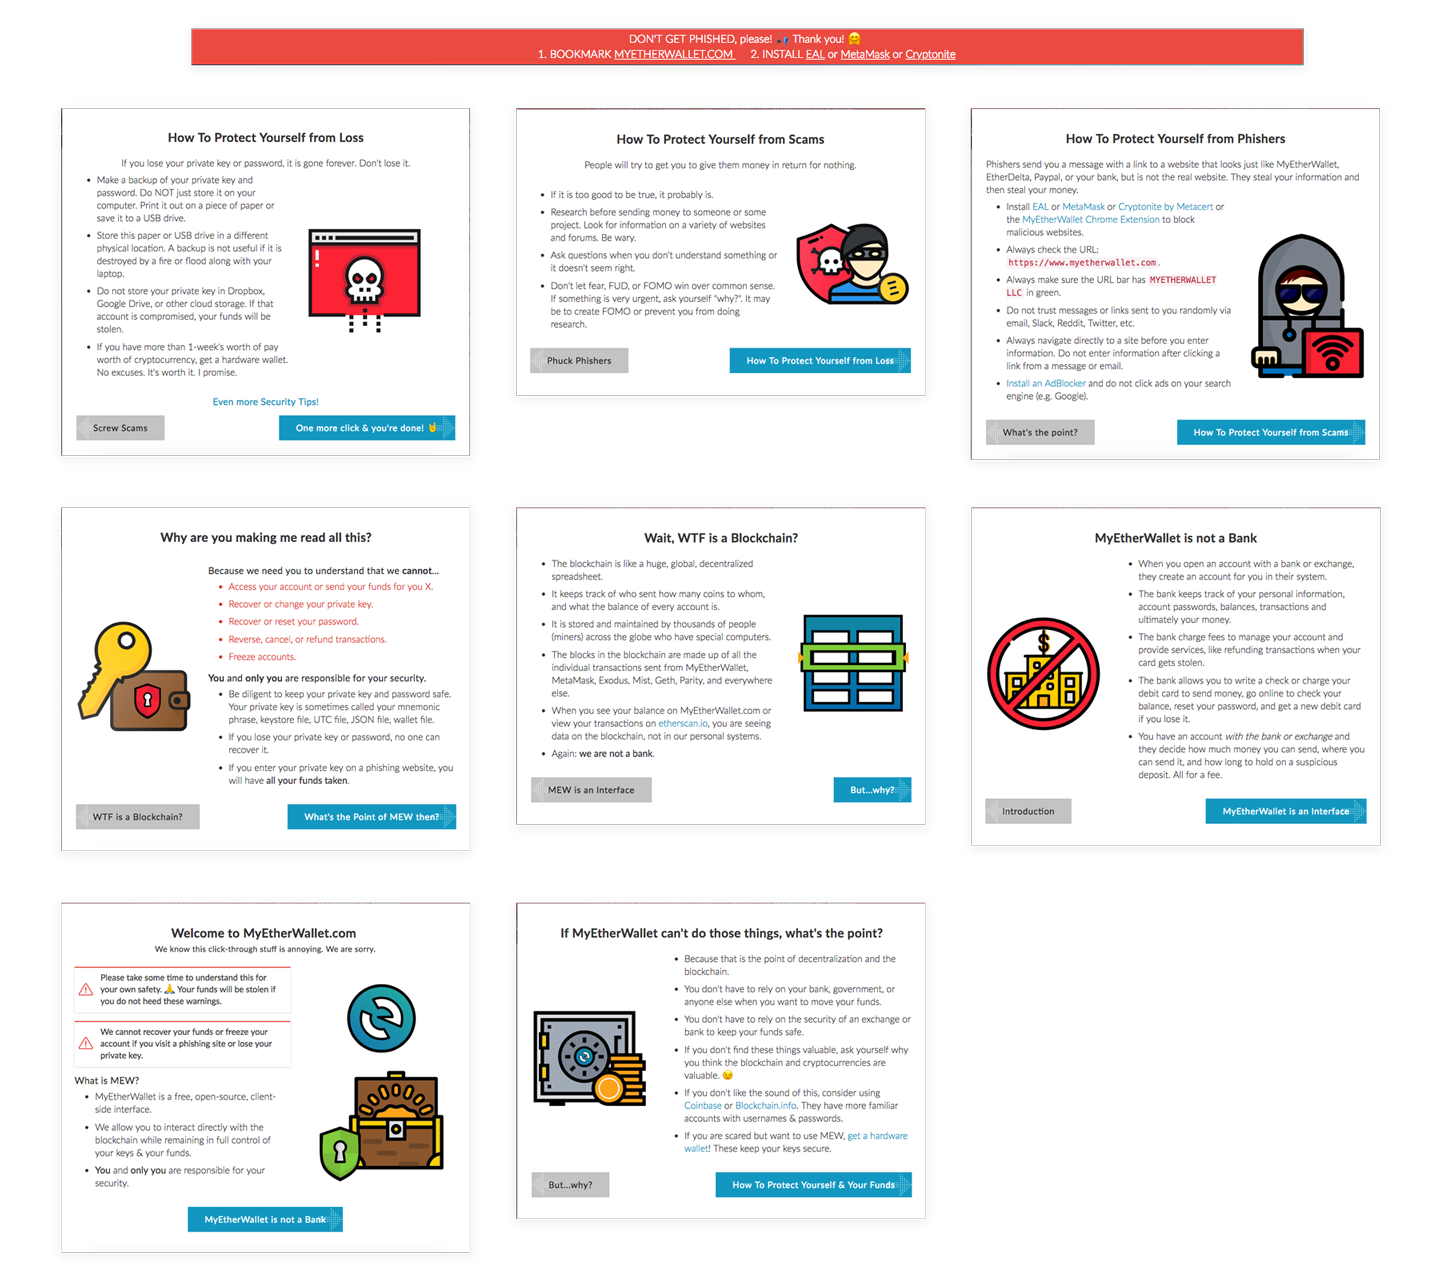 DON'T GET PHISHED, please! 🎣 Thank you! 🤗
1. BOOKMARK MYETHERWALLET.COM 2. INSTALL EAL or MetaMask or Cryptonite
How To Protect Yourself from Loss
If you lose your private key or password, it is gone forever. Don't lose it.
• Make a backup of your private key and
password. Do NOT just store it on your
computer. Print it out on a piece of paper or
save it to a USB drive.
• Store this paper or USB drive in a different
physical location. A backup is not useful if it is
destroyed by a fire or flood along with your
laptop.
• Do not store your private key in Dropbox,
Google Drive, or other cloud storage. If that
account is compromised, your funds will be
stolen.
• If you have more than 1-week's worth of pay
worth of cryptocurrency, get a hardware wallet.
No excuses. It's worth it. I promise.
Even more Security Tips!
Screw Scams
One more click & you're done! 🤘
How To Protect Yourself from Scams
People will try to get you to give them money in return for nothing.
• If it is too good to be true, it probably is.
• Research before sending money to someone or some
project. Look for information on a variety of websites
and forums. Be wary.
• Ask questions when you don't understand something or
it doesn't seem right.
• Don't let fear, FUD, or FOMO win over common sense.
If something is very urgent, ask yourself "why?". It may
be to create FOMO or prevent you from doing
research.
Phuck Phishers
How To Protect Yourself from Loss
How To Protect Yourself from Phishers
Phishers send you a message with a link to a website that looks just like MyEtherWallet,
EtherDelta, Paypal, or your bank, but is not the real website. They steal your information and
then steal your money.
• Install EAL or MetaMask or Cryptonite by Metacert or
the MyEtherWallet Chrome Extension to block
malicious websites.
• Always check the URL:
https://www.myetherwallet.com.
• Always make sure the URL bar has MYETHERWALLET
LLC in green.
• Do not trust messages or links sent to you randomly via
email, Slack, Reddit, Twitter, etc.
• Always navigate directly to a site before you enter
information. Do not enter information after clicking a
link from a message or email.
• Install an AdBlocker and do not click ads on your search
engine (e.g. Google).
What's the point?
How To Protect Yourself from Scams
Why are you making me read all this?
Because we need you to understand that we cannot...
• Access your account or send your funds for you X.
• Recover or change your private key.
• Recover or reset your password.
• Reverse, cancel, or refund transactions.
• Freeze accounts.
You and only you are responsible for your security.
• Be diligent to keep your private key and password safe.
Your private key is sometimes called your mnemonic
phrase, keystore file, UTC file, JSON file, wallet file.
• If you lose your private key or password, no one can
recover it.
• If you enter your private key on a phishing website, you
will have all your funds taken.
WTF is a Blockchain?
What's the Point of MEW then?
Wait, WTF is a Blockchain?
• The blockchain is like a huge, global, decentralized
spreadsheet.
• It keeps track of who sent how many coins to whom,
and what the balance of every account is.
• It is stored and maintained by thousands of people
(miners) across the globe who have special computers.
• The blocks in the blockchain are made up of all the
individual transactions sent from MyEtherWallet,
MetaMask, Exodus, Mist, Geth, Parity, and everywhere
else.
• When you see your balance on MyEtherWallet.com or
view your transactions on etherscan.io, you are seeing
data on the blockchain, not in our personal systems.
• Again: we are not a bank.
MEW is an Interface
But...why?
MyEtherWallet is not a Bank
• When you open an account with a bank or exchange,
they create an account for you in their system.
• The bank keeps track of your personal information,
account passwords, balances, transactions and
ultimately your money.
• The bank charge fees to manage your account and
provide services, like refunding transactions when your
card gets stolen.
• The bank allows you to write a check or charge your
debit card to send money, go online to check your
balance, reset your password, and get a new debit card
if you lose it.
• You have an account with the bank or exchange and
they decide how much money you can send, where you
can send it, and how long to hold on a suspicious
deposit. All for a fee.
Introduction
MyEtherWallet is an Interface
Welcome to MyEtherWallet.com
We know this click-through stuff is annoying. We are sorry.
Please take some time to understand this for
your own safety. 🙏 Your funds will be stolen if
you do not heed these warnings.
We cannot recover your funds or freeze your
account if you visit a phishing site or lose your
private key.
What is MEW?
• MyEtherWallet is a free, open-source, client-
side interface.
• We allow you to interact directly with the
blockchain while remaining in full control of
your keys & your funds.
• You and only you are responsible for your
security.
MyEtherWallet is not a Bank
If MyEtherWallet can't do those things, what's the point?
• Because that is the point of decentralization and the
blockchain.
• You don't have to rely on your bank, government, or
anyone else when you want to move your funds.
• You don't have to rely on the security of an exchange or
bank to keep your funds safe.
• If you don't find these things valuable, ask yourself why
you think the blockchain and cryptocurrencies are
valuable. 😉
• If you don't like the sound of this, consider using
Coinbase or Blockchain.info. They have more familiar
accounts with usernames & passwords.
• If you are scared but want to use MEW, get a hardware
wallet! These keep your keys secure.
But...why?
How To Protect Yourself & Your Funds